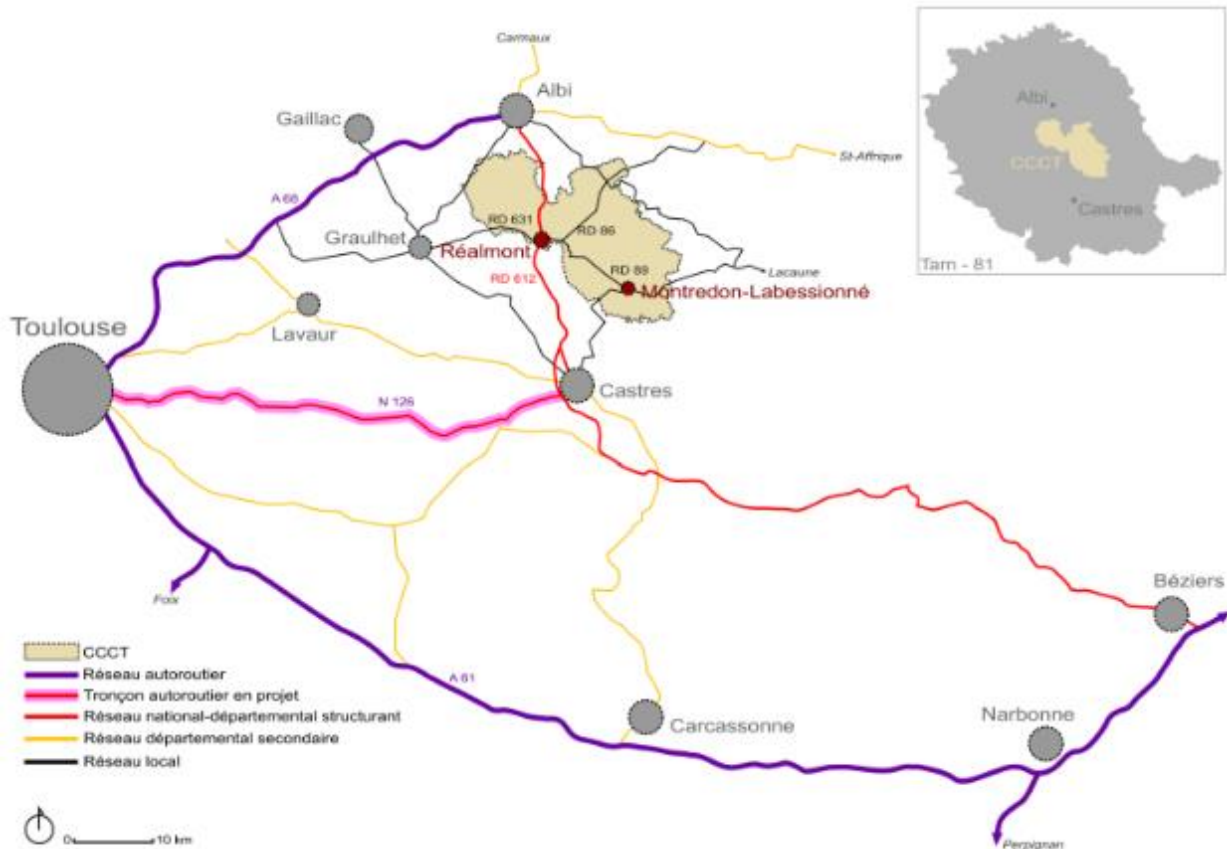 Carmaux
Albi
Gaillac
St-Affrique
A 68
RD 631
RD 86
Graulhet
Réalmont
RD 612
RD 89
Lacaune
Montredon-Labessionné
Toulouse
Lavaur
N 126
Castres
Foix
Béziers
A 61
Carcassonne
Narbonne
Perpignan
CCCT
Réseau autoroutier
Tronçon autoroutier en projet
Réseau national-départemental structurant
Réseau départemental secondaire
Réseau local
0 10 km
Albi
CCCT
Castres
Tarn - 81